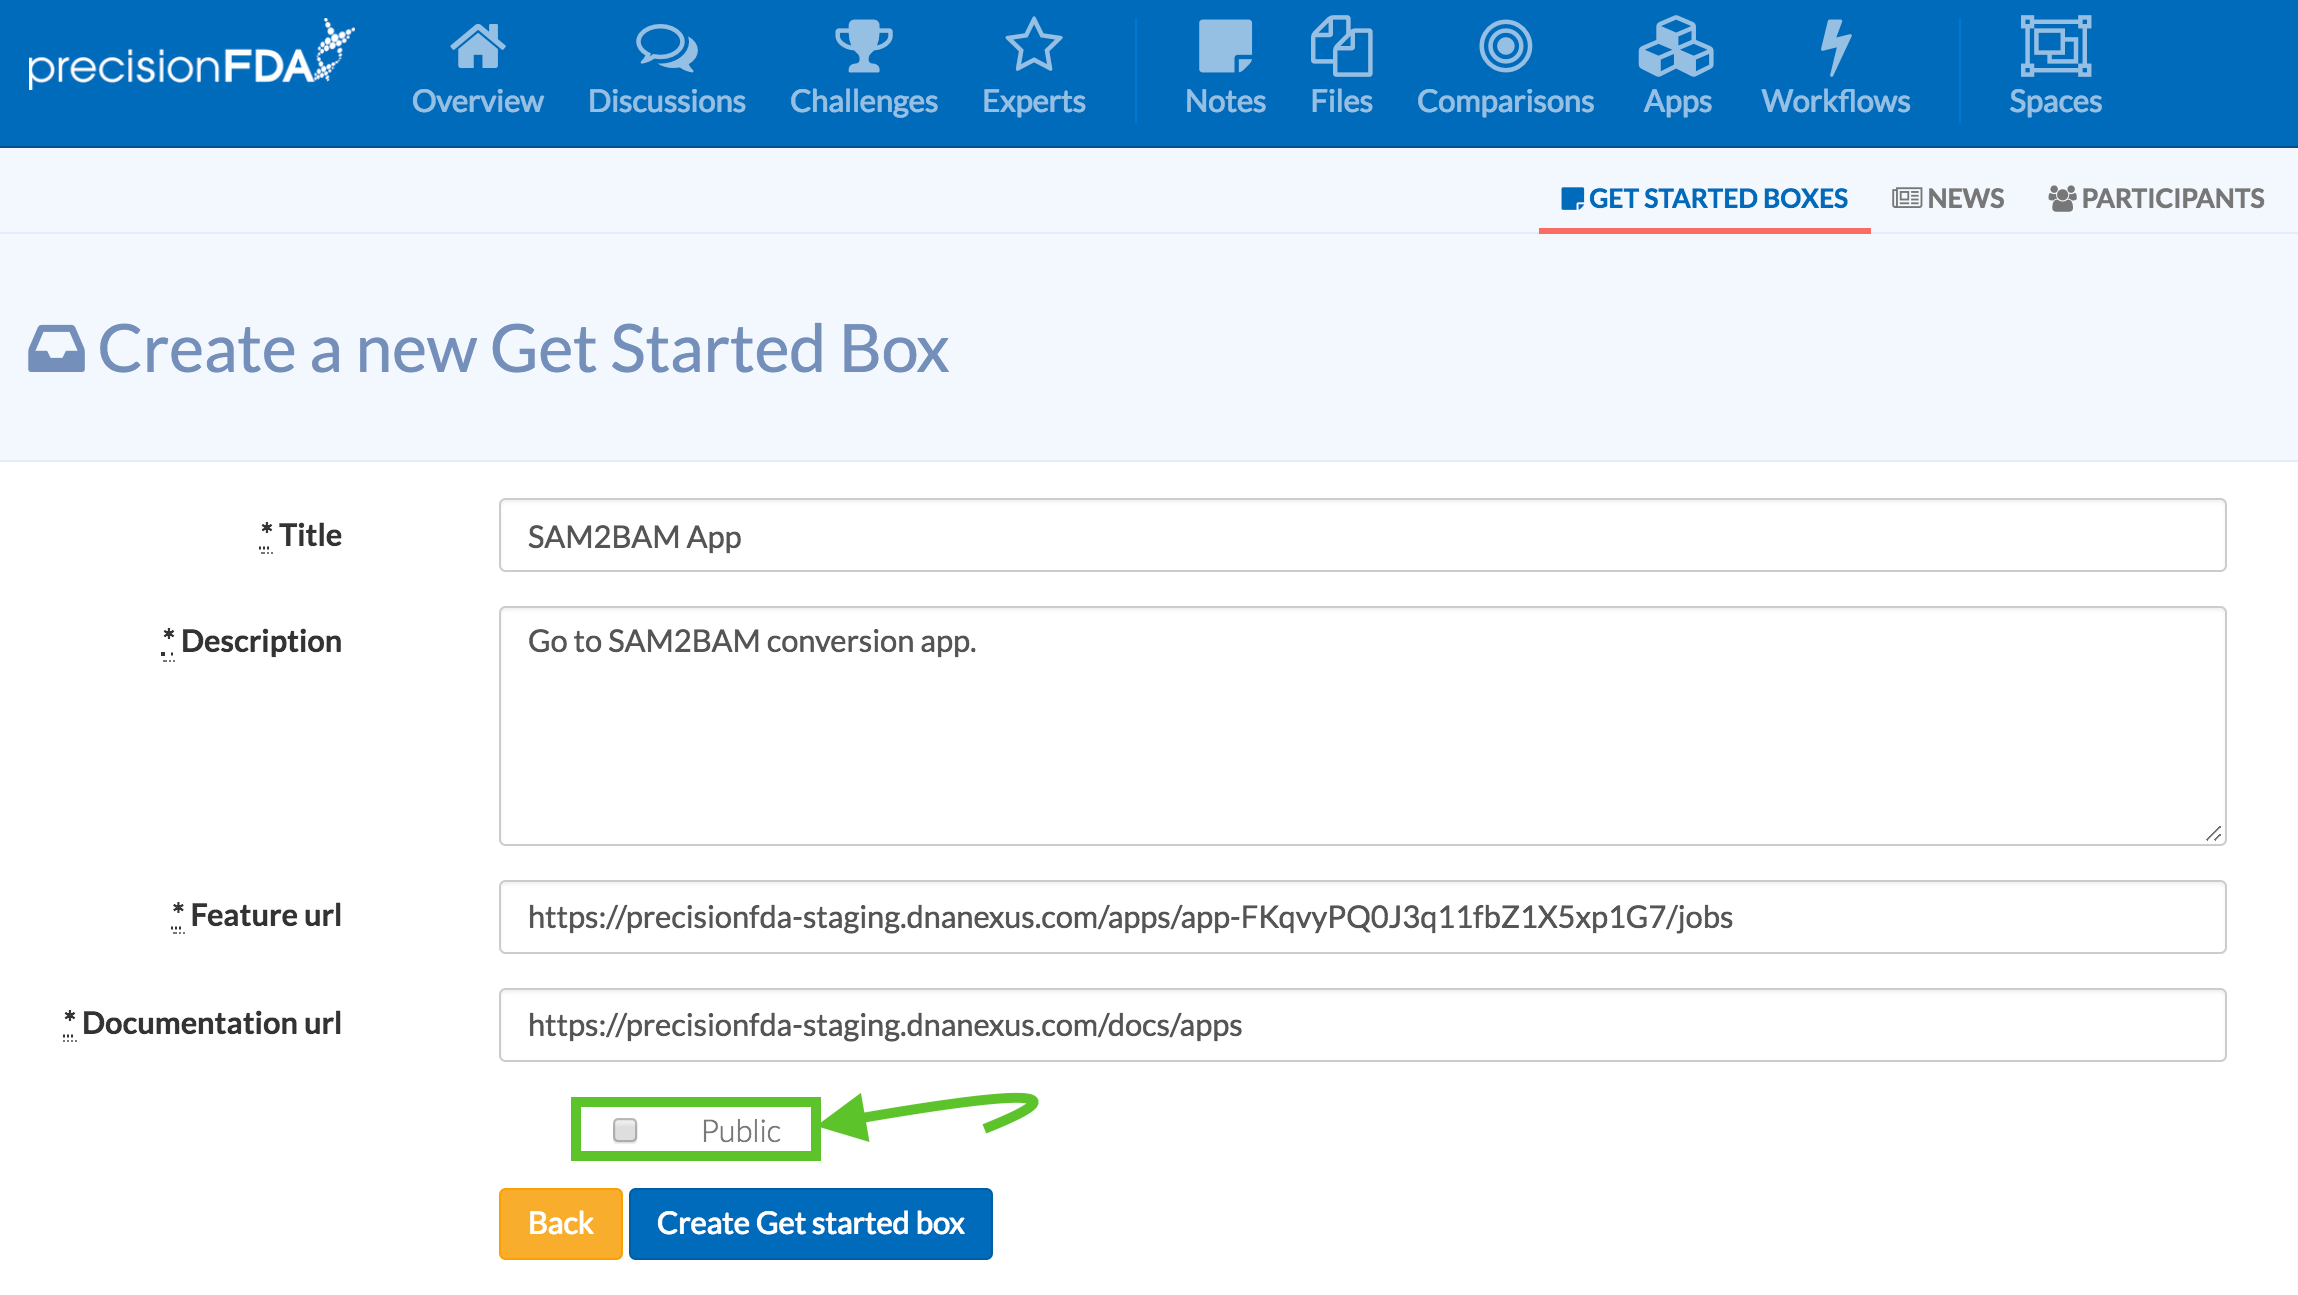 precisionFDA
Overview Discussions Challenges Experts Notes Files Comparisons Apps Workflows Spaces
GET STARTED BOXES NEWS PARTICIPANTS
Create a new Get Started Box
* Title SAM2BAM App
* Description Go to SAM2BAM conversion app.
* Feature url https://precisionfda-staging.dnanexus.com/apps/app-FKqvyPQ0J3q11fbZ1X5xp1G7/jobs
* Documentation url https://precisionfda-staging.dnanexus.com/docs/apps
Public
Back Create Get started box